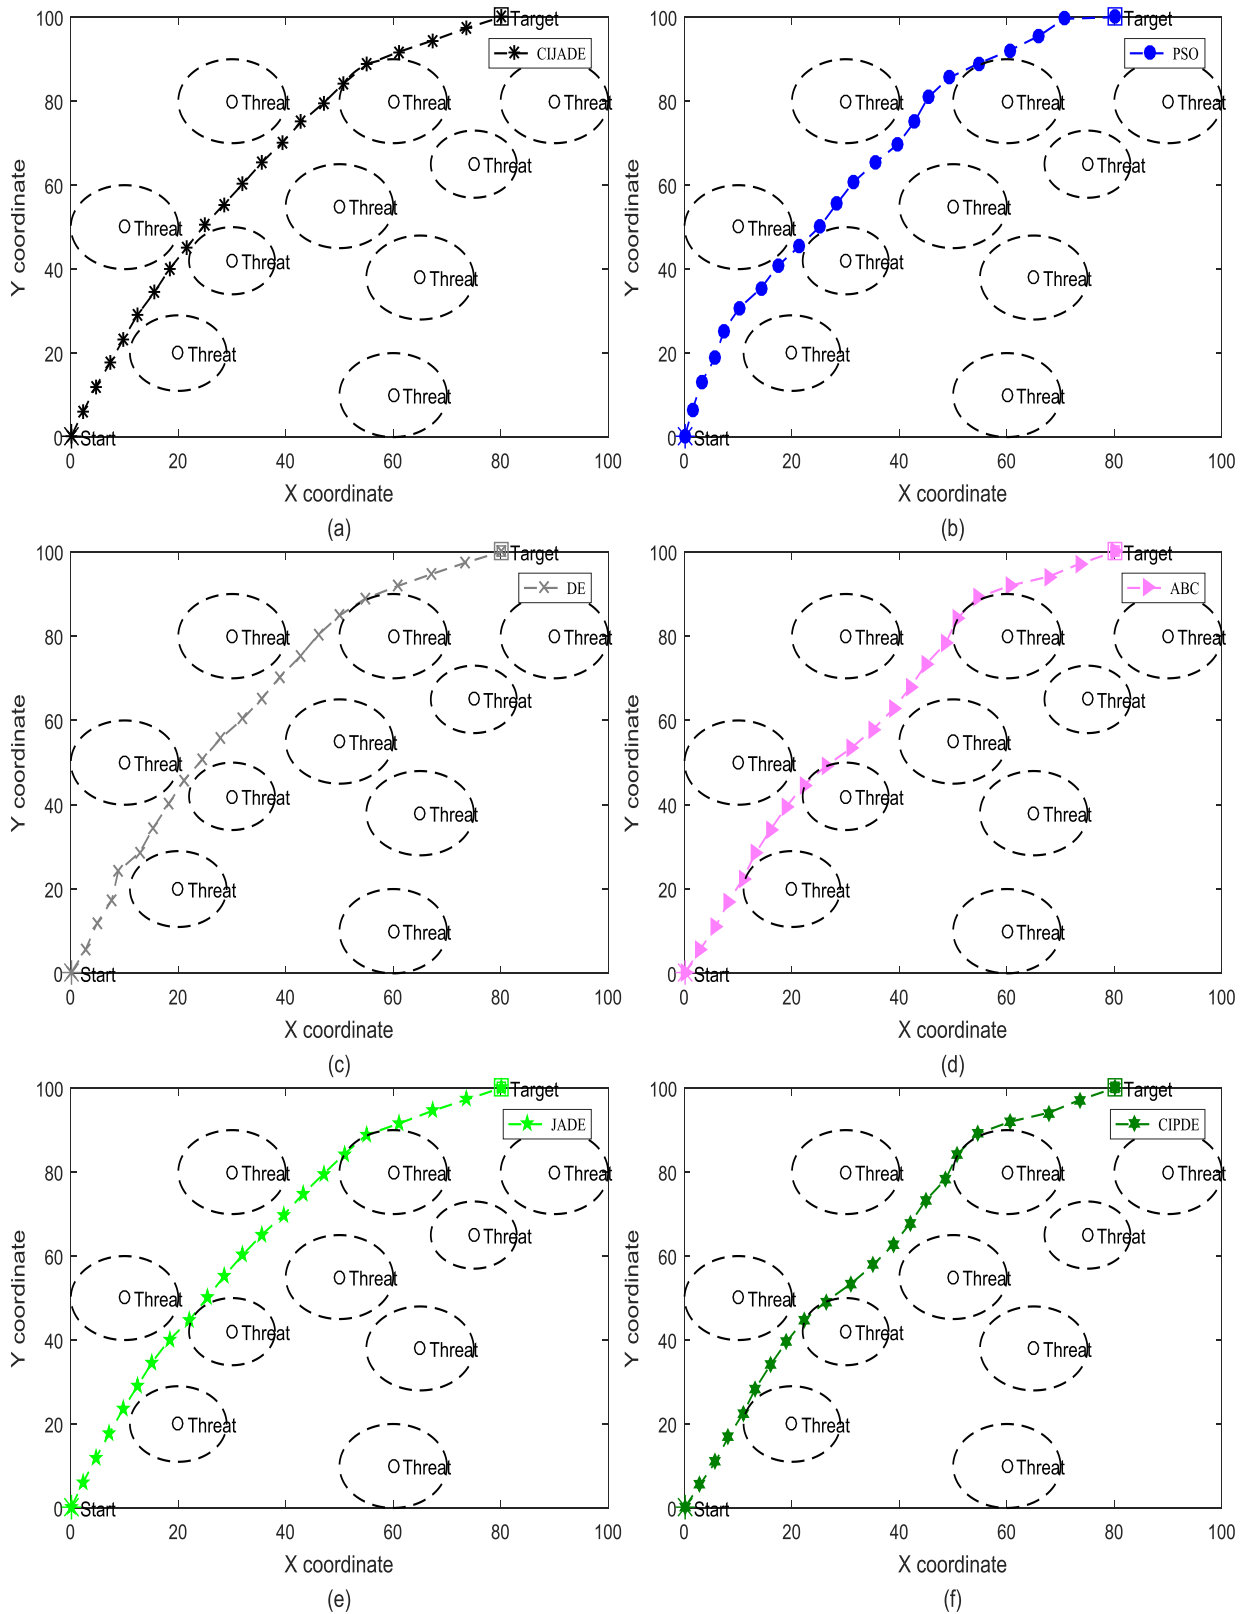 100
Target
CIJADE
80
Threat
Threat
Threat
Threat
60
Threat
Threat
40
Threat
Threat
20
Threat
Threat
0
Start
0 20 40 60 80 100
Y coordinate
X coordinate
(a)
100
Target
PSO
80
Threat
Threat
Threat
Threat
60
Threat
Threat
40
Threat
Threat
20
Threat
Threat
0
Start
0 20 40 60 80 100
Y coordinate
X coordinate
(b)
100
Target
DE
80
Threat
Threat
Threat
Threat
60
Threat
Threat
40
Threat
Threat
20
Threat
Threat
0
Start
0 20 40 60 80 100
Y coordinate
X coordinate
(c)
100
Target
ABC
80
Threat
Threat
Threat
Threat
60
Threat
Threat
40
Threat
Threat
20
Threat
Threat
0
Start
0 20 40 60 80 100
Y coordinate
X coordinate
(d)
100
Target
JADE
80
Threat
Threat
Threat
Threat
60
Threat
Threat
40
Threat
Threat
20
Threat
Threat
0
Start
0 20 40 60 80 100
Y coordinate
X coordinate
(e)
100
Target
CIPDE
80
Threat
Threat
Threat
Threat
60
Threat
Threat
40
Threat
Threat
20
Threat
Threat
0
Start
0 20 40 60 80 100
Y coordinate
X coordinate
(f)